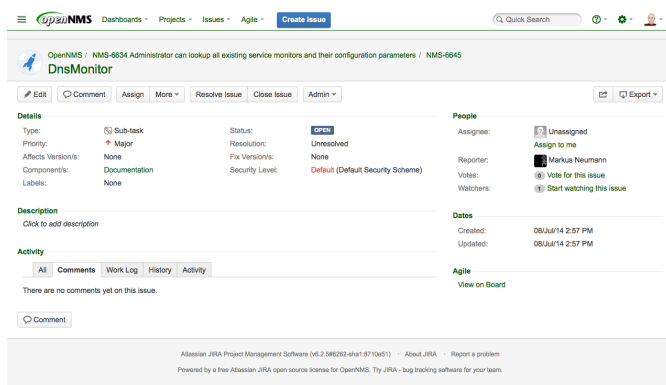 openNMS Dashboards Projects Issues Agile Create issue Quick Search
OpenNMS / NMS-6634 Administrator can lookup all existing service monitors and their configuration parameters / NMS-6645
DnsMonitor
Edit Comment Assign More Resolve Issue Close Issue Admin Export
Details
Type: Sub-task Status: OPEN
Priority: Major Resolution: Unresolved
Affects Version/s: None Fix Version/s: None
Component/s: Documentation Security Level: Default (Default Security Scheme)
Labels: None
Description
Click to add description
Activity
All Comments Work Log History Activity
There are no comments yet on this issue.
Comment
People
Assignee: Unassigned
Assign to me
Reporter: Markus Neumann
Votes: 0 Vote for this issue
Watchers: 1 Start watching this issue
Dates
Created: 08/Jul/14 2:57 PM
Updated: 08/Jul/14 2:57 PM
Agile
View on Board
Atlassian JIRA Project Management Software (v6.2.5#6262-sha1:8710e51) · About JIRA · Report a problem
Powered by a free Atlassian JIRA open source license for OpenNMS. Try JIRA - bug tracking software for your team.